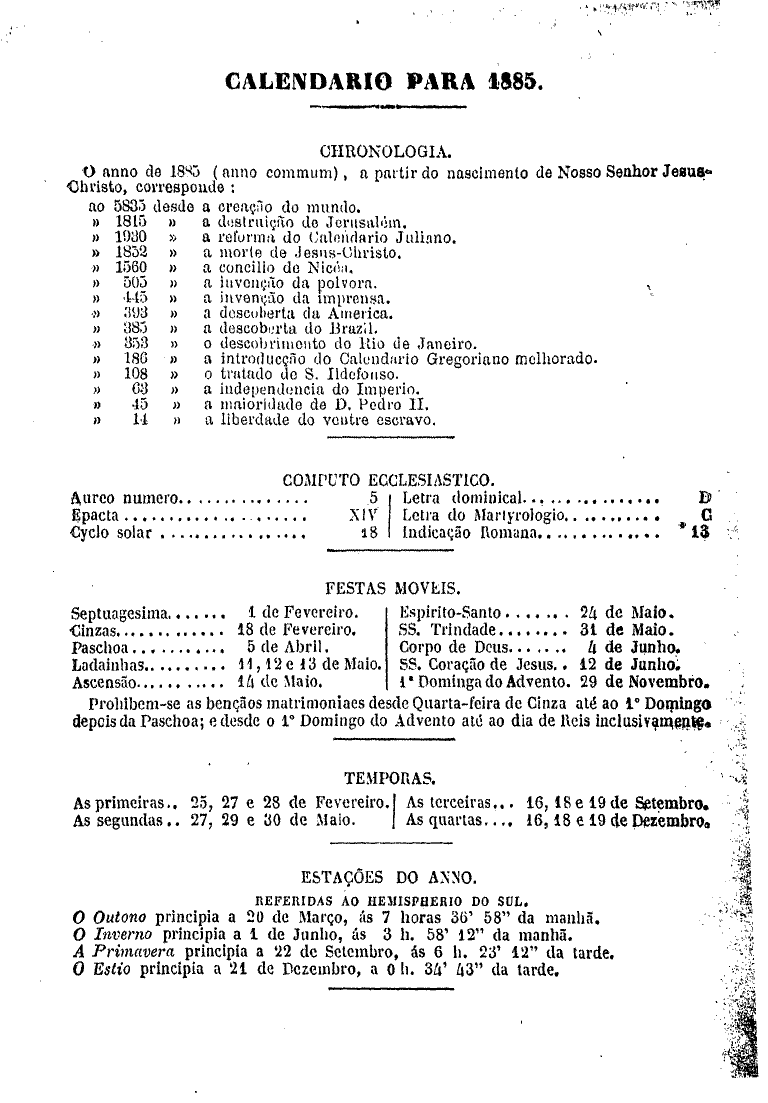 CALENDARIO PARA 1885.
CHRONOLOGIA.
O anno de 1885 (anno commum), a partir do nascimento de Nosso Senhor Jesus-
Christo, corresponde:
ao 5835 desde a creação do mundo.
» 1815 » a destruição de Jerusalém.
» 1930 » a reforma do Calendario Juliano.
» 1852 » a morte de Jesus-Christo.
» 1560 » a concilio de Nicéa.
» 505 » a invenção da polvora.
» 445 » a invenção da imprensa.
» 393 » a descoberta da America.
» 385 » a descoberta do Brazil.
» 353 » o descobrimento do Rio de Janeiro.
» 186 » a introducção do Calendario Gregoriano melhorado.
» 108 » o tratado de S. Ildefonso.
» 63 » a independencia do Imperio.
» 45 » a maioridade de D. Pedro II.
» 14 » a liberdade do ventre escravo.
COMPUTO ECCLESIASTICO.
Aureo numero............... 5 | Letra dominical................ D
Epacta.................... XIV | Letra do Martyrologio........... C
Cyclo solar................ 18 | Indicação Romana.............. *13
FESTAS MOVEIS.
Septuagesima....... 1 de Fevereiro. | Espirito-Santo....... 24 de Maio.
Cinzas............. 18 de Fevereiro. | SS. Trindade........ 31 de Maio.
Paschoa........... 5 de Abril. | Corpo de Deus....... 4 de Junho.
Ladainhas.......... 11, 12 e 13 de Maio. | SS. Coração de Jesus.. 12 de Junho.
Ascensão........... 14 de Maio. | 1ª Dominga do Advento. 29 de Novembro.
Prohibem-se as bençãos matrimoniaes desde Quarta-feira de Cinza até ao 1º Domingo
depois da Paschoa; e desde o 1º Domingo do Advento até ao dia de Reis inclusivamente.
TEMPORAS.
As primeiras.. 25, 27 e 28 de Fevereiro. | As terceiras... 16, 18 e 19 de Setembro.
As segundas.. 27, 29 e 30 de Maio. | As quartas.... 16, 18 e 19 de Dezembro.
ESTAÇÕES DO ANNO.
REFERIDAS AO HEMISPHERIO DO SUL.
O Outono principia a 20 de Março, ás 7 horas 36' 58" da manhã.
O Inverno principia a 1 de Junho, ás 3 h. 58' 12" da manhã.
A Primavera principia a 22 de Setembro, ás 6 h. 23' 12" da tarde.
O Estio principia a 21 de Dezembro, a 0 h. 34' 43" da tarde.